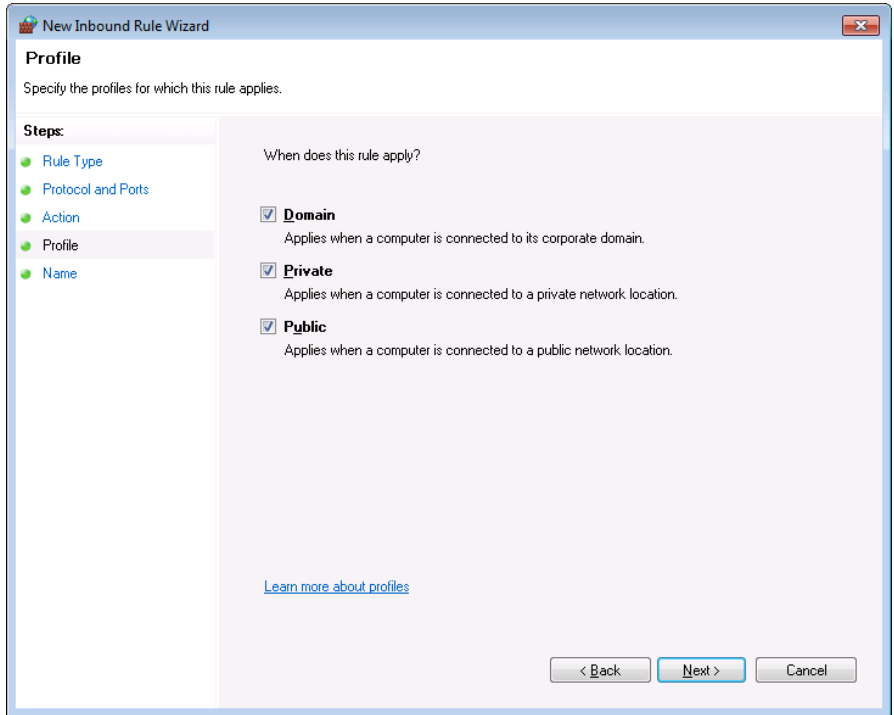 New Inbound Rule Wizard
Profile
Specify the profiles for which this rule applies.
Steps:
Rule Type
Protocol and Ports
Action
Profile
Name
When does this rule apply?
Domain
Applies when a computer is connected to its corporate domain.
Private
Applies when a computer is connected to a private network location.
Public
Applies when a computer is connected to a public network location.
Learn more about profiles
< Back
Next >
Cancel